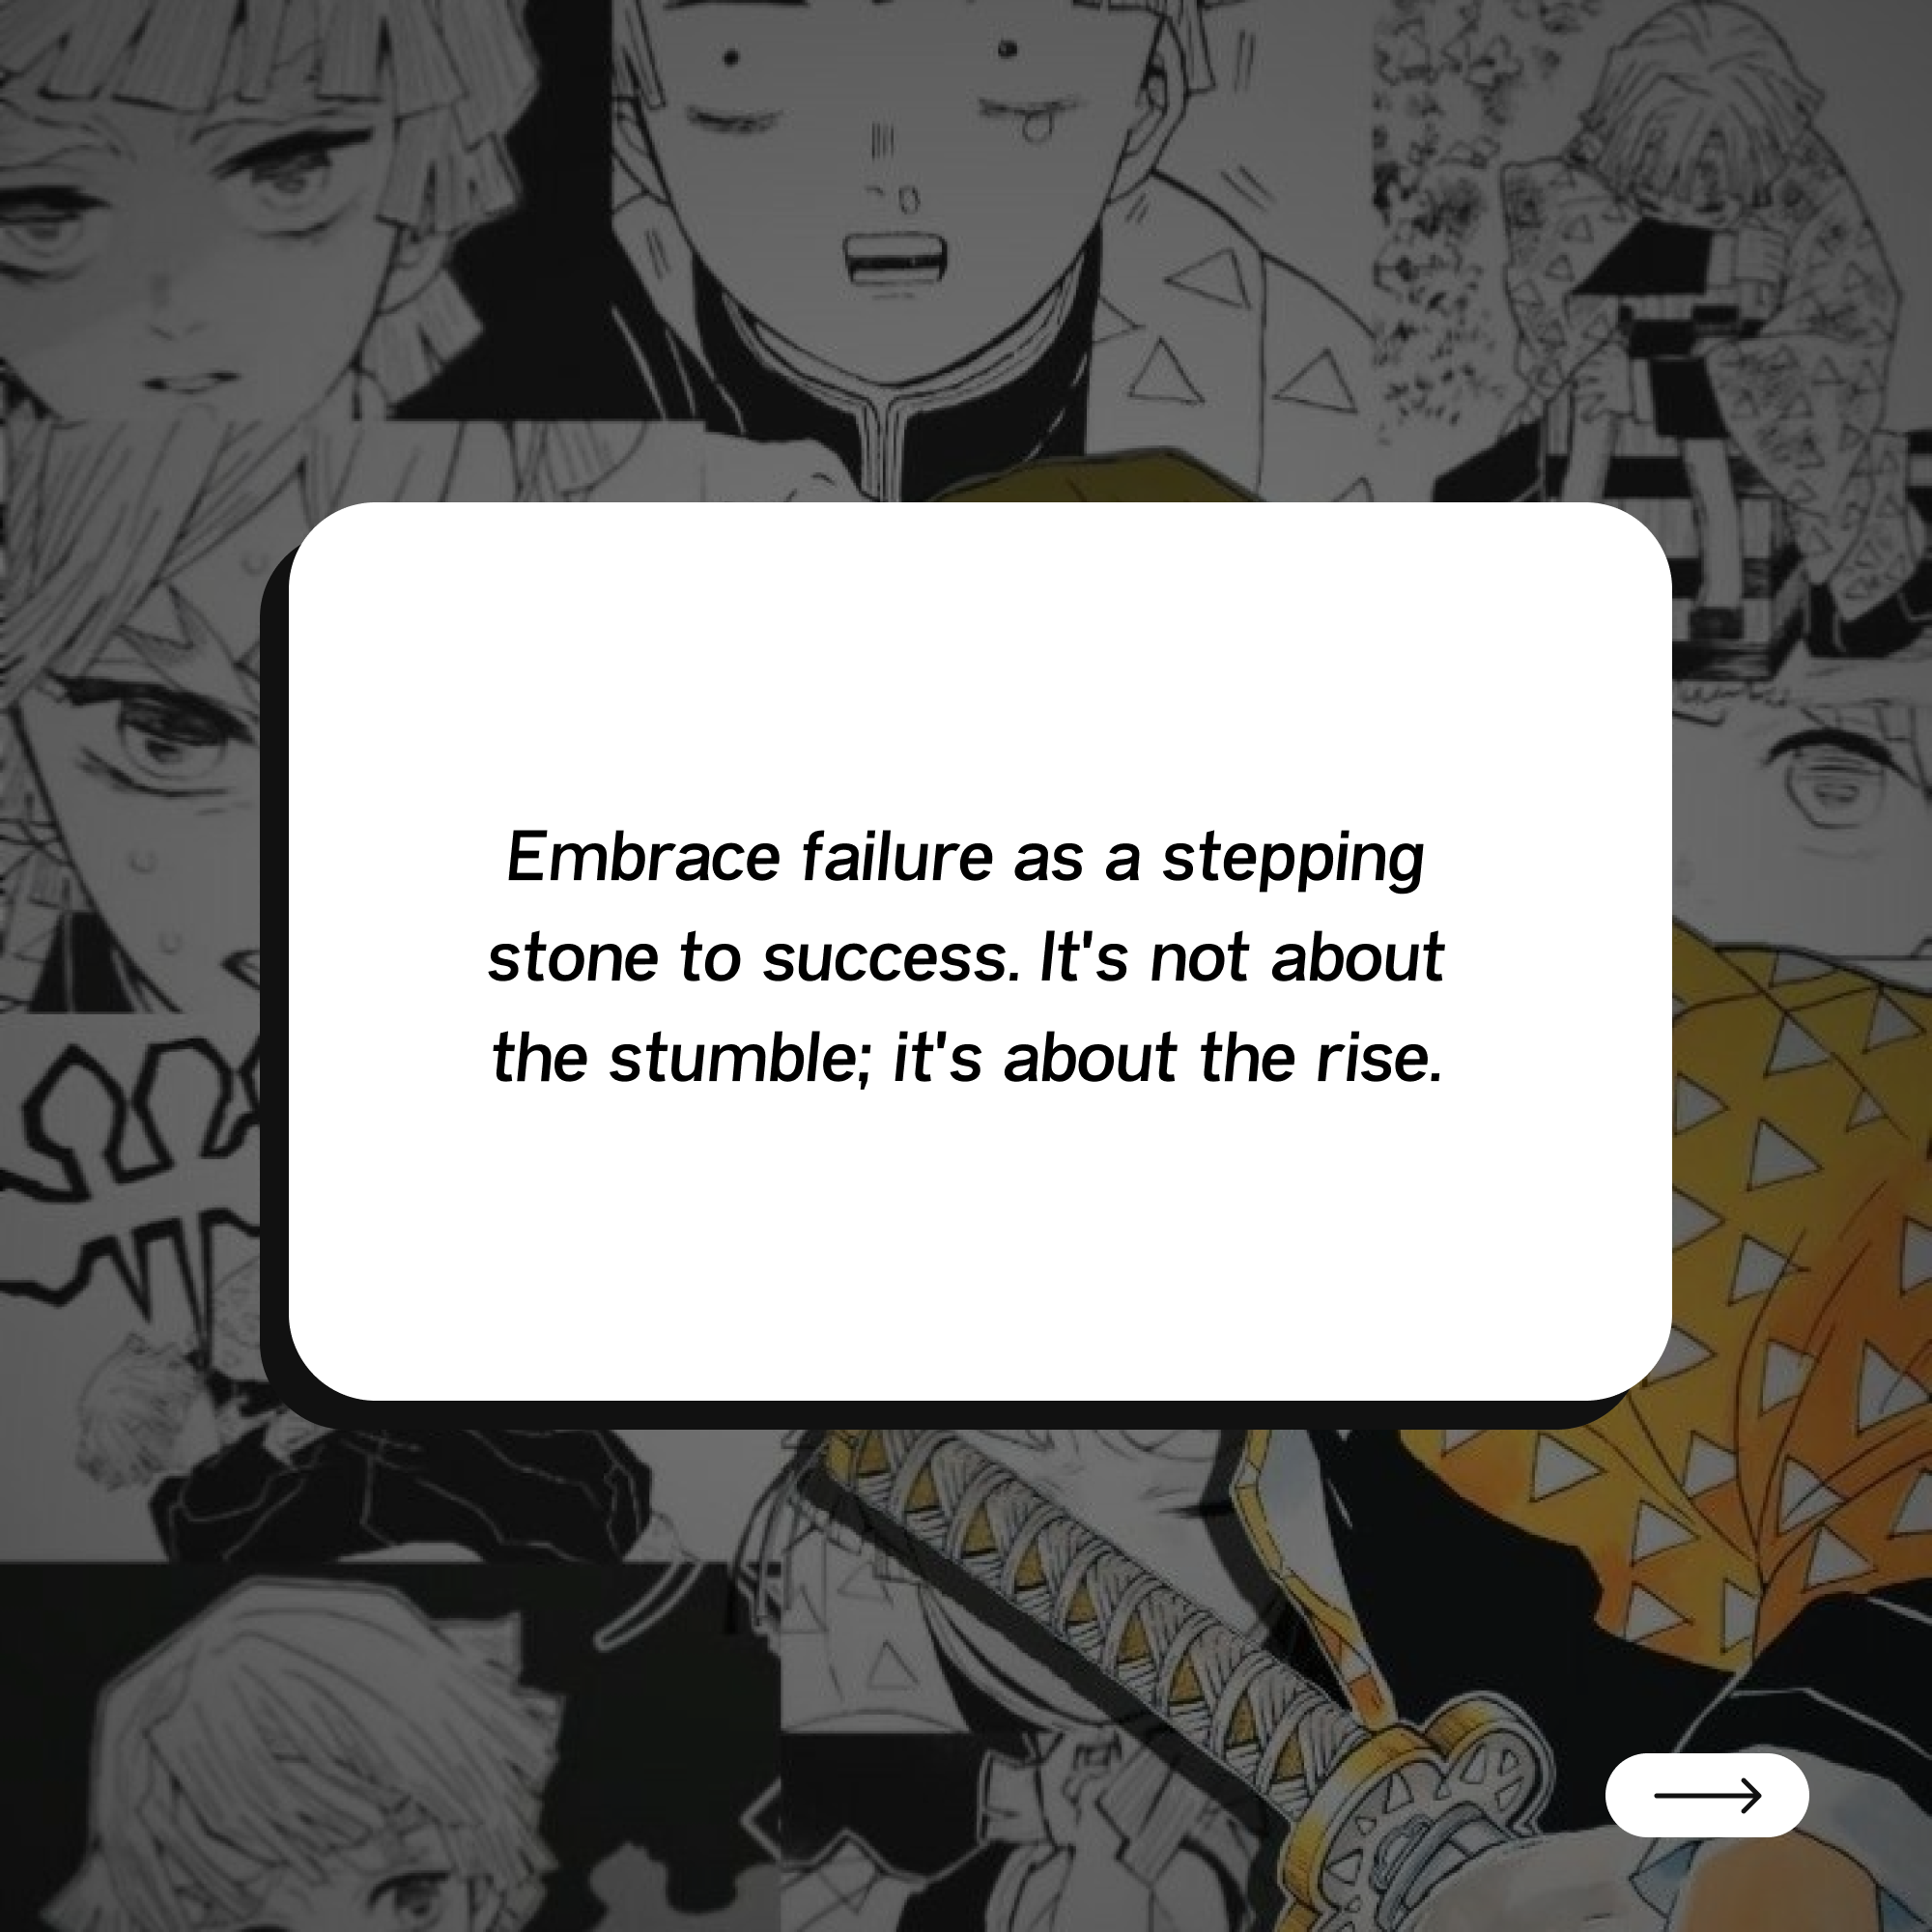 Embrace failure as a stepping
stone to success. It's not about
the stumble; it's about the rise.